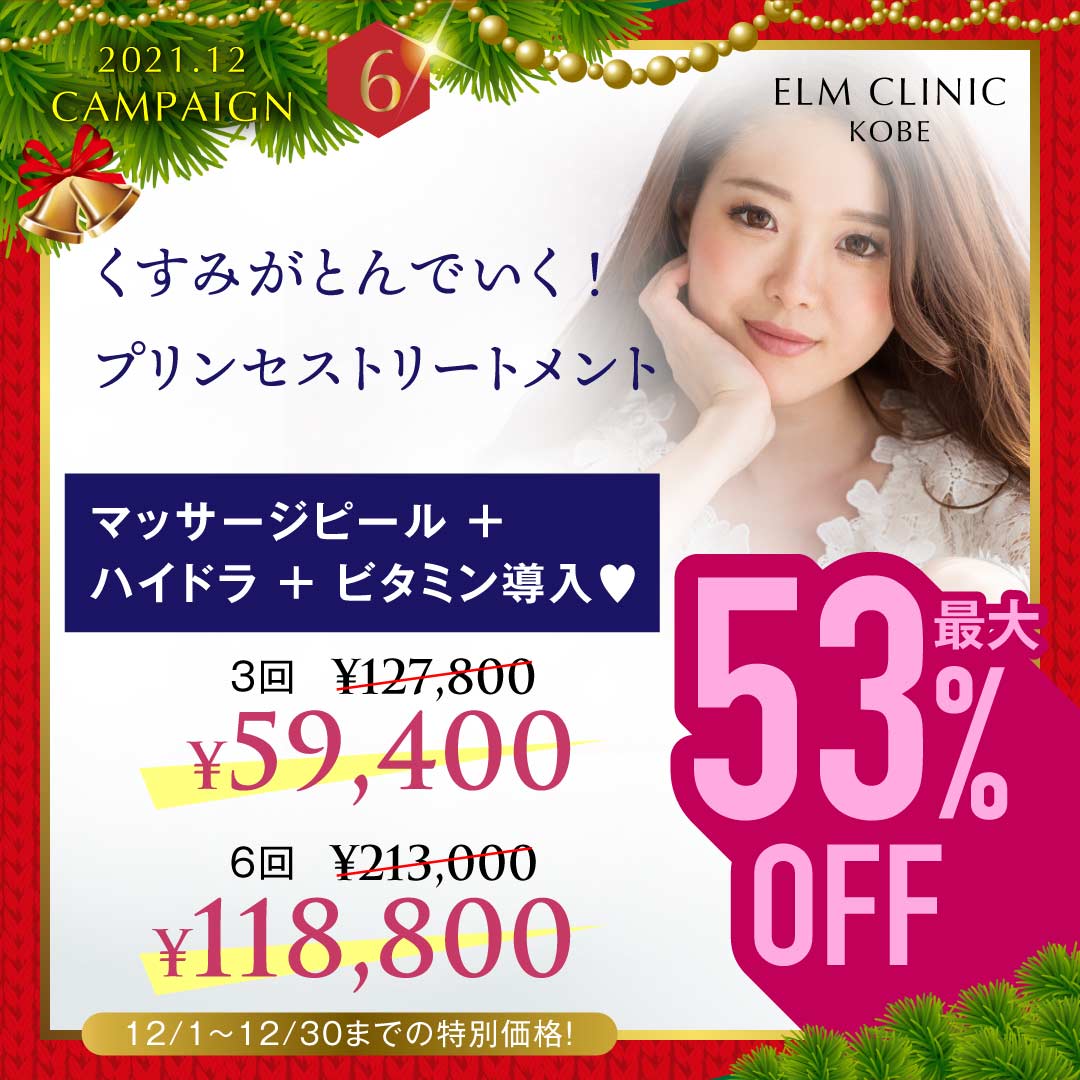 2021.12
CAMPAIGN
6
ELM CLINIC
KOBE
くすみがとんでいく！
プリンセストリートメント
マッサージピール ＋
ハイドラ ＋ ビタミン導入♥
3回 ¥127,800
¥59,400
6回 ¥213,000
¥118,800
最大
53%
OFF
12/1〜12/30までの特別価格!